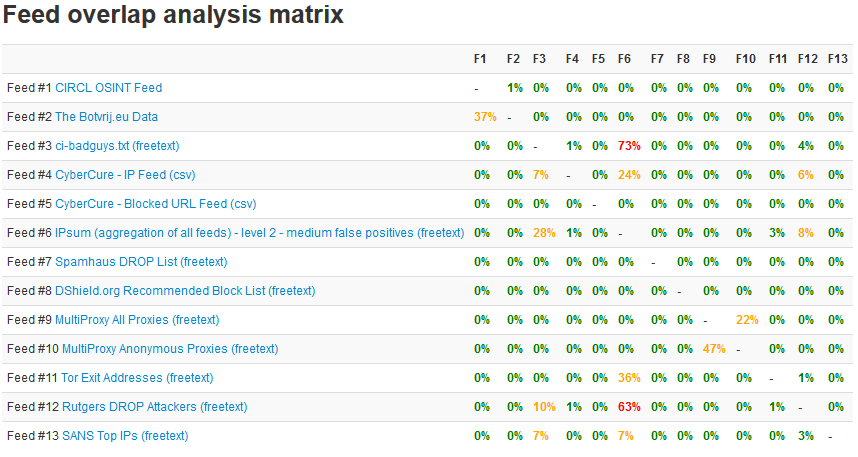 Feed overlap analysis matrix
F1 F2 F3 F4 F5 F6 F7 F8 F9 F10 F11 F12 F13
Feed #1 CIRCL OSINT Feed - 1% 0% 0% 0% 0% 0% 0% 0% 0% 0% 0% 0%
Feed #2 The Botvrij.eu Data 37% - 0% 0% 0% 0% 0% 0% 0% 0% 0% 0% 0%
Feed #3 ci-badguys.txt (freetext) 0% 0% - 1% 0% 73% 0% 0% 0% 0% 0% 4% 0%
Feed #4 CyberCure - IP Feed (csv) 0% 0% 7% - 0% 24% 0% 0% 0% 0% 0% 6% 0%
Feed #5 CyberCure - Blocked URL Feed (csv) 0% 0% 0% 0% - 0% 0% 0% 0% 0% 0% 0% 0%
Feed #6 IPsum (aggregation of all feeds) - level 2 - medium false positives (freetext) 0% 0% 28% 1% 0% - 0% 0% 0% 0% 3% 8% 0%
Feed #7 Spamhaus DROP List (freetext) 0% 0% 0% 0% 0% 0% - 0% 0% 0% 0% 0% 0%
Feed #8 DShield.org Recommended Block List (freetext) 0% 0% 0% 0% 0% 0% 0% - 0% 0% 0% 0% 0%
Feed #9 MultiProxy All Proxies (freetext) 0% 0% 0% 0% 0% 0% 0% 0% - 22% 0% 0% 0%
Feed #10 MultiProxy Anonymous Proxies (freetext) 0% 0% 0% 0% 0% 0% 0% 0% 47% - 0% 0% 0%
Feed #11 Tor Exit Addresses (freetext) 0% 0% 0% 0% 0% 36% 0% 0% 0% 0% - 1% 0%
Feed #12 Rutgers DROP Attackers (freetext) 0% 0% 10% 1% 0% 63% 0% 0% 0% 0% 1% - 0%
Feed #13 SANS Top IPs (freetext) 0% 0% 7% 0% 0% 7% 0% 0% 0% 0% 0% 3% -